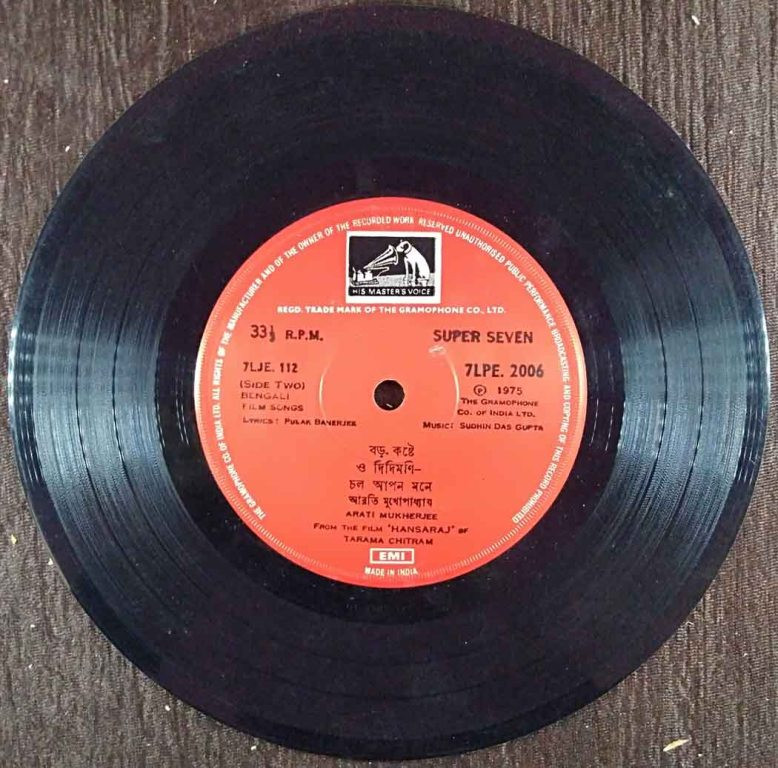 THE GRAMOPHONE CO. OF INDIA LTD. ALL RIGHTS OF THE MANUFACTURER AND OF THE OWNER OF THE RECORDED WORK RESERVED UNAUTHORISED PUBLIC PERFORMANCE BROADCASTING AND COPYING OF THIS RECORD PROHIBITED
HIS MASTER'S VOICE
REGD. TRADE MARK OF THE GRAMOPHONE CO., LTD.
33⅓ R.P.M.
SUPER SEVEN
7LJE. 112
7LPE. 2006
(SIDE TWO)
Ⓟ 1975
BENGALI
THE GRAMOPHONE
FILM SONGS
CO. OF INDIA LTD.
LYRICS: PULAK BANERJEE
MUSIC: SUDHIN DAS GUPTA
বড়. কষ্টে
ও দিদিমণি–
চল আপন মনে
আরতি মুখোপাধ্যায়
ARATI MUKHERJEE
FROM THE FILM 'HANSARAJ' OF
TARAMA CHITRAM
EMI
MADE IN INDIA